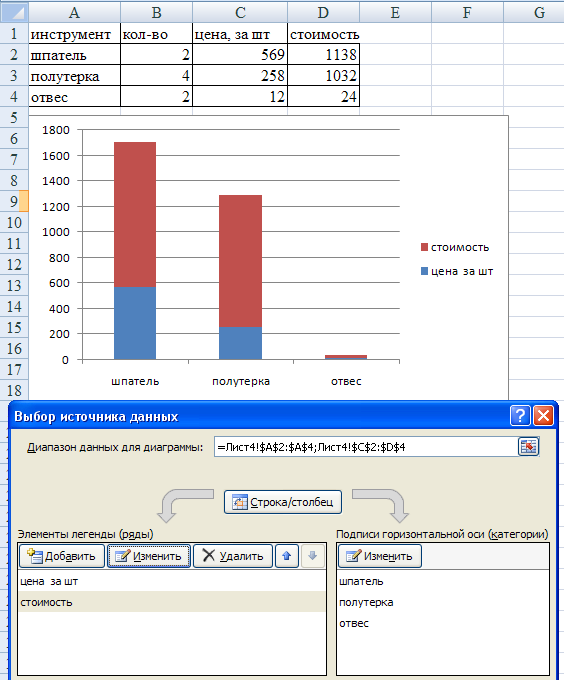 A B C D E F G
1 инструмент кол-во цена, за шт стоимость
2 шпатель 2 569 1138
3 полутерка 4 258 1032
4 отвес 2 12 24
5
6
7
8
9
10
11
12
13
14
15
16
17
18
1800
1600
1400
1200
1000
800
600
400
200
0
стоимость
цена за шт
шпатель полутерка отвес
Выбор источника данных
Диапазон данных для диаграммы: =Лист4!$A$2:$A$4;Лист4!$C$2:$D$4
Строка/столбец
Элементы легенды (ряды) Подписи горизонтальной оси (категории)
Добавить Изменить Удалить Изменить
цена за шт шпатель
стоимость полутерка
отвес